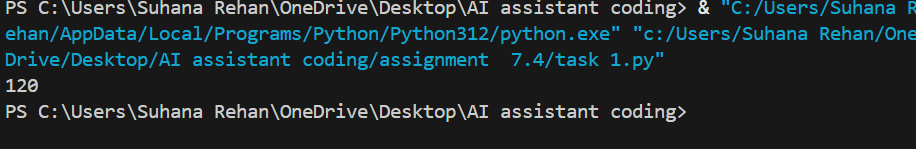 PS C:\Users\Suhana Rehan\OneDrive\Desktop\AI assistant coding> & "C:/Users/Suhana R
ehan/AppData/Local/Programs/Python/Python312/python.exe" "c:/Users/Suhana Rehan/One
Drive/Desktop/AI assistant coding/assignment  7.4/task 1.py"
120
PS C:\Users\Suhana Rehan\OneDrive\Desktop\AI assistant coding>